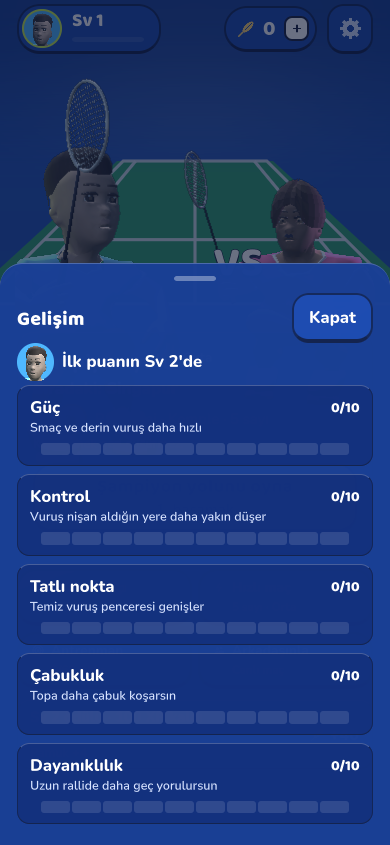 Sv 1
0 +
VS
Gelişim
Kapat
İlk puanın Sv 2'de
Güç 0/10
Smaç ve derin vuruş daha hızlı
Kontrol 0/10
Vuruş nişan aldığın yere daha yakın düşer
Tatlı nokta 0/10
Temiz vuruş penceresi genişler
Çabukluk 0/10
Topa daha çabuk koşarsın
Dayanıklılık 0/10
Uzun rallide daha geç yorulursun